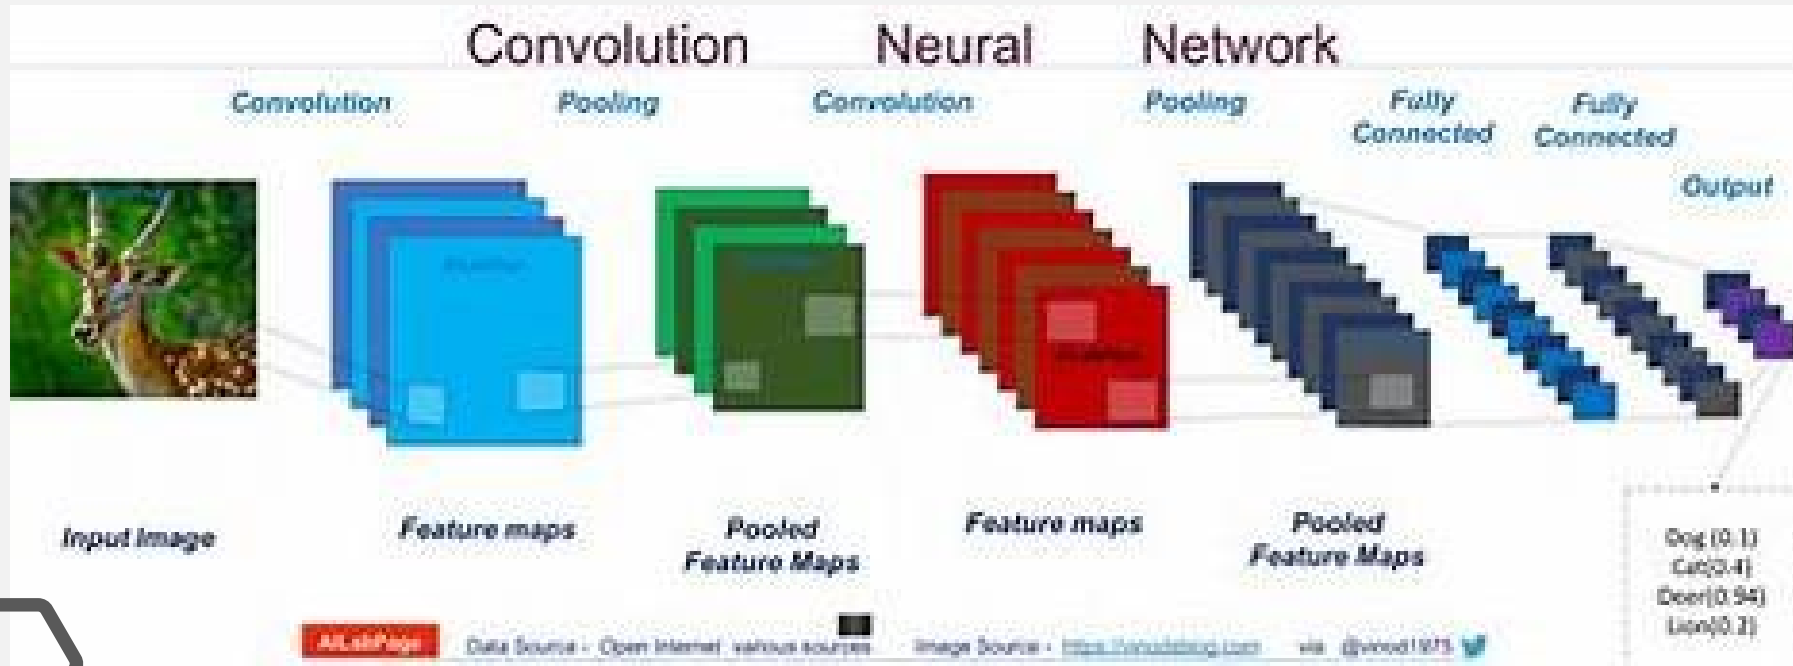 Convolution Neural Network
Convolution Pooling Convolution Pooling Fully Connected Fully Connected
Output
Input Image
Feature maps
Pooled
Feature Maps
Feature maps
Pooled
Feature Maps
Dog (0.1)
Cat(0.4)
Deer(0.94)
Lion(0.2)
AILabPage Data Source - Open Internet various sources Image Source - via @vinod1975